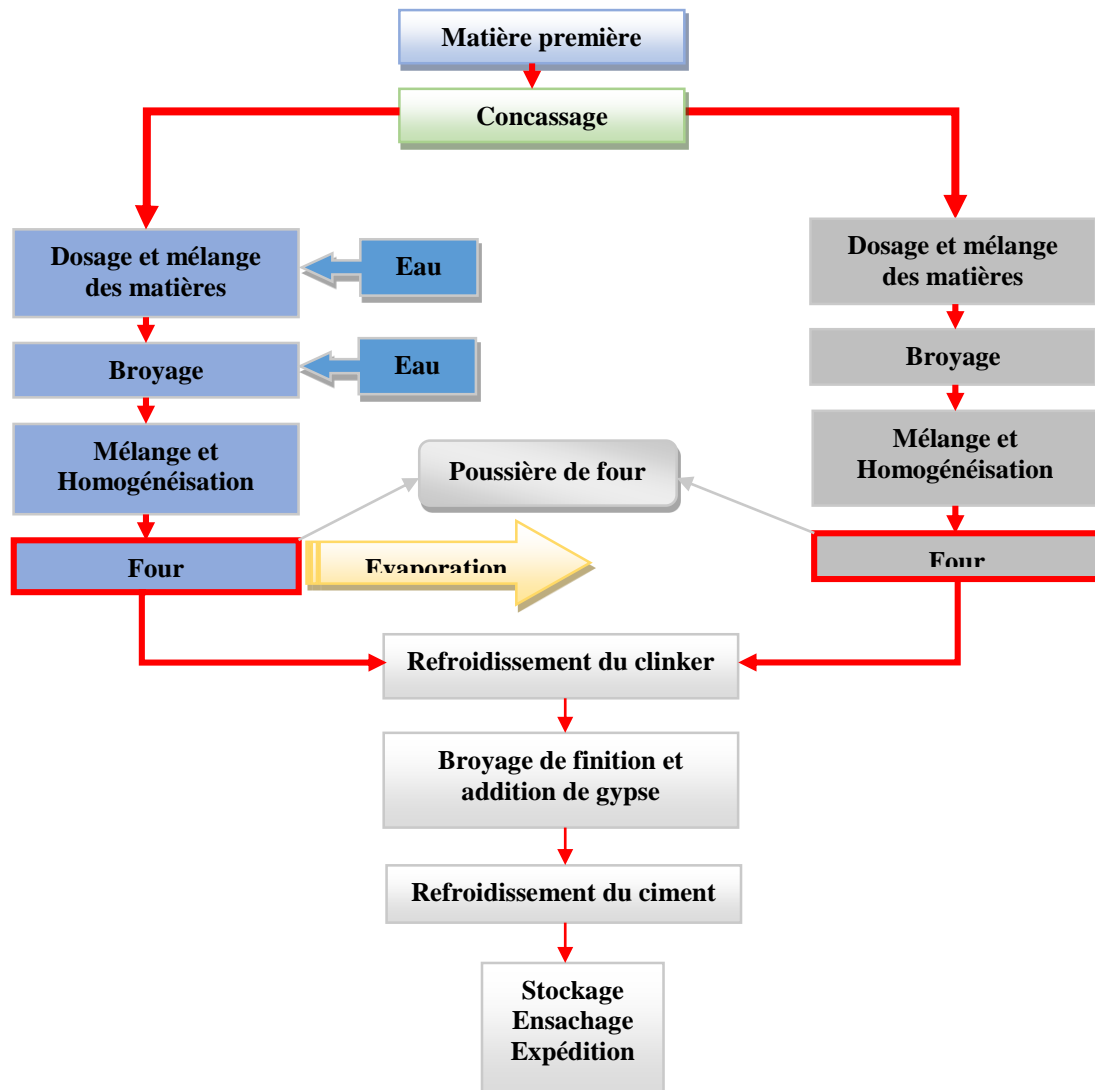 Matière première
Concassage
Dosage et mélange
des matières
Eau
Broyage
Eau
Mélange et
Homogénéisation
Four
Dosage et mélange
des matières
Broyage
Mélange et
Homogénéisation
Four
Poussière de four
Evaporation
Refroidissement du clinker
Broyage de finition et
addition de gypse
Refroidissement du ciment
Stockage
Ensachage
Expédition